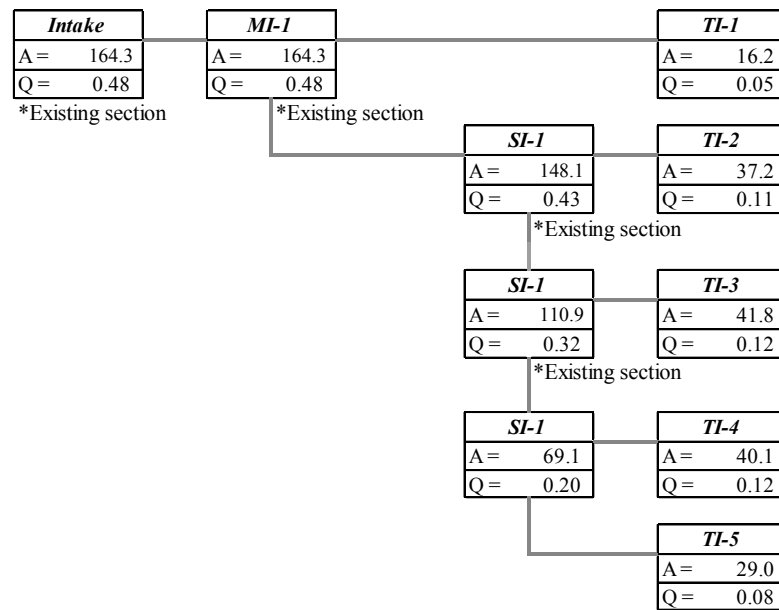 Intake MI-1 TI-1
A = 164.3 A = 164.3 A = 16.2
Q = 0.48 Q = 0.48 Q = 0.05
*Existing section *Existing section
SI-1 TI-2
A = 148.1 A = 37.2
Q = 0.43 Q = 0.11
*Existing section
SI-1 TI-3
A = 110.9 A = 41.8
Q = 0.32 Q = 0.12
*Existing section
SI-1 TI-4
A = 69.1 A = 40.1
Q = 0.20 Q = 0.12
TI-5
A = 29.0
Q = 0.08